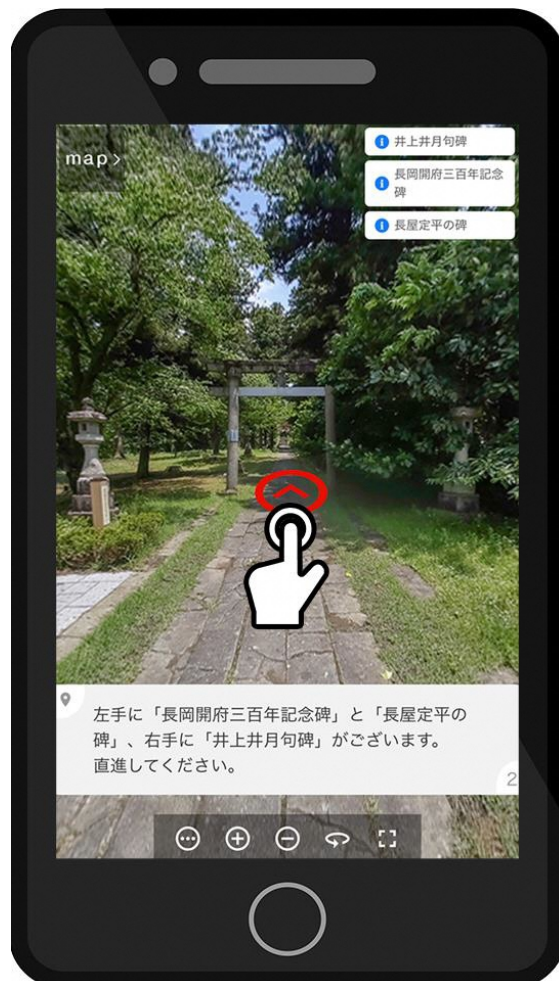 map>
井上井月句碑
長岡開府三百年記念
碑
長屋定平の碑
左手に「長岡開府三百年記念碑」と「長屋定平の
碑」、右手に「井上井月句碑」がございます。
直進してください。
2